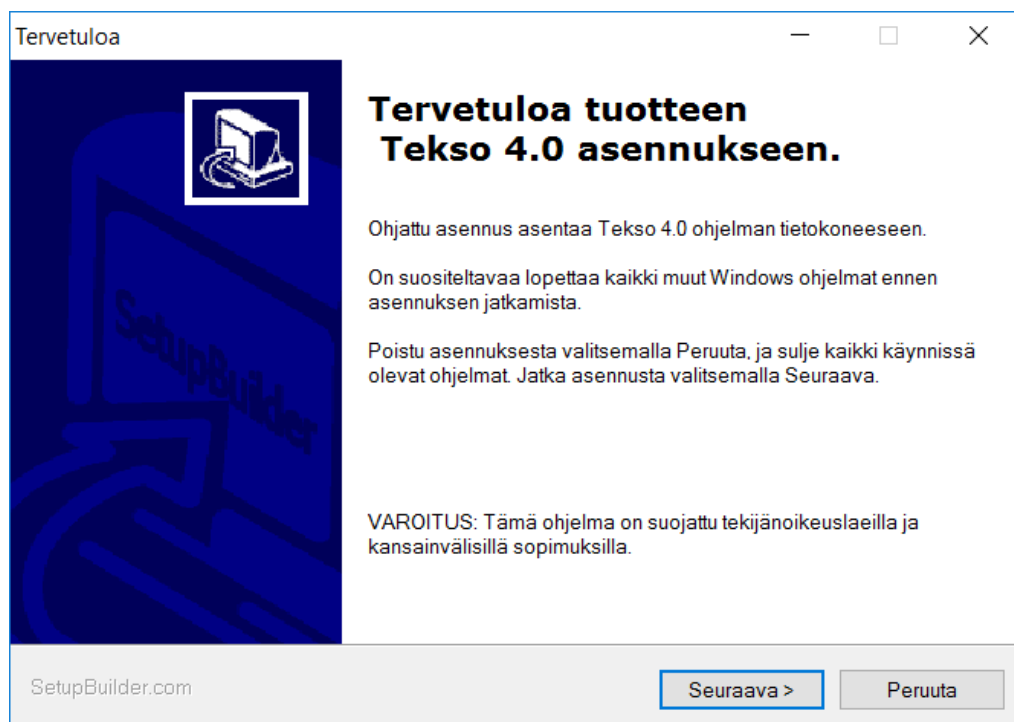 Tervetuloa
Tervetuloa tuotteen
Tekso 4.0 asennukseen.
Ohjattu asennus asentaa Tekso 4.0 ohjelman tietokoneeseen.
On suositeltavaa lopettaa kaikki muut Windows ohjelmat ennen
asennuksen jatkamista.
Poistu asennuksesta valitsemalla Peruuta, ja sulje kaikki käynnissä
olevat ohjelmat. Jatka asennusta valitsemalla Seuraava.
SetupBuilder
VAROITUS: Tämä ohjelma on suojattu tekijänoikeuslaeilla ja
kansainvälisillä sopimuksilla.
SetupBuilder.com
Seuraava >
Peruuta